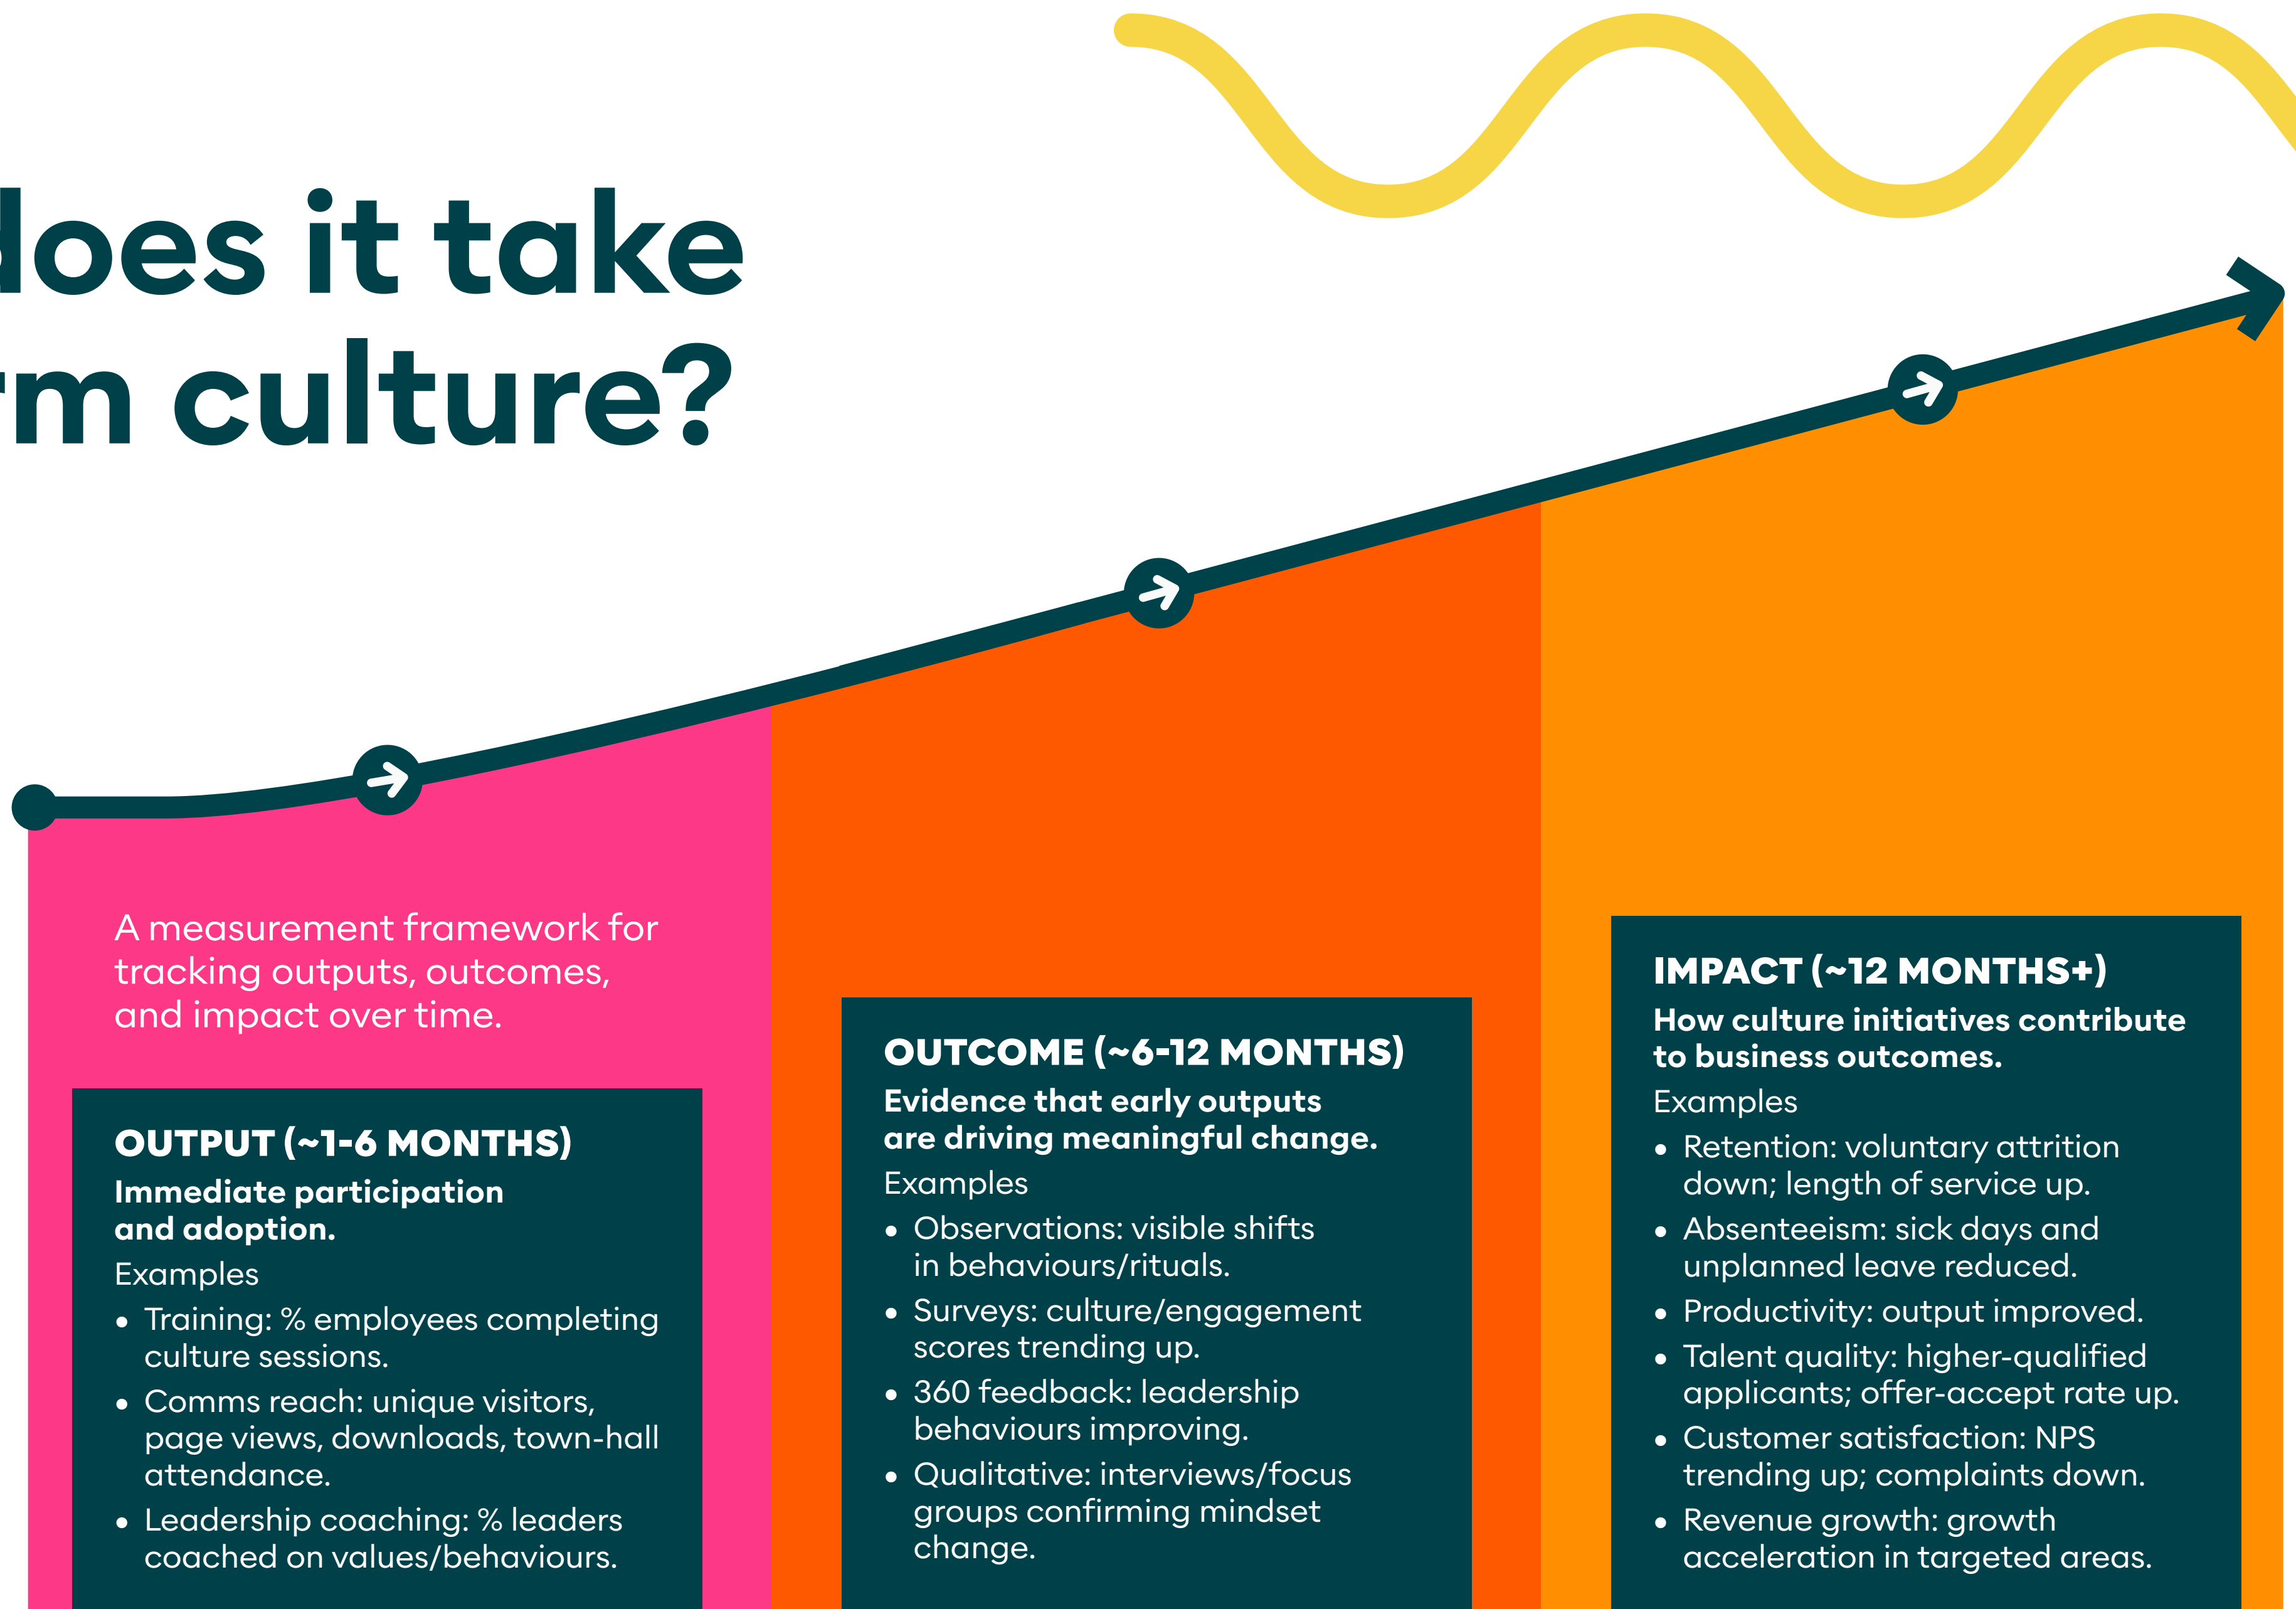 does it take
rm culture?
A measurement framework for
tracking outputs, outcomes,
and impact over time.
OUTPUT (~1-6 MONTHS)
Immediate participation
and adoption.
Examples
• Training: % employees completing
culture sessions.
• Comms reach: unique visitors,
page views, downloads, town-hall
attendance.
• Leadership coaching: % leaders
coached on values/behaviours.
OUTCOME (~6-12 MONTHS)
Evidence that early outputs
are driving meaningful change.
Examples
• Observations: visible shifts
in behaviours/rituals.
• Surveys: culture/engagement
scores trending up.
• 360 feedback: leadership
behaviours improving.
• Qualitative: interviews/focus
groups confirming mindset
change.
IMPACT (~12 MONTHS+)
How culture initiatives contribute
to business outcomes.
Examples
• Retention: voluntary attrition
down; length of service up.
• Absenteeism: sick days and
unplanned leave reduced.
• Productivity: output improved.
• Talent quality: higher-qualified
applicants; offer-accept rate up.
• Customer satisfaction: NPS
trending up; complaints down.
• Revenue growth: growth
acceleration in targeted areas.